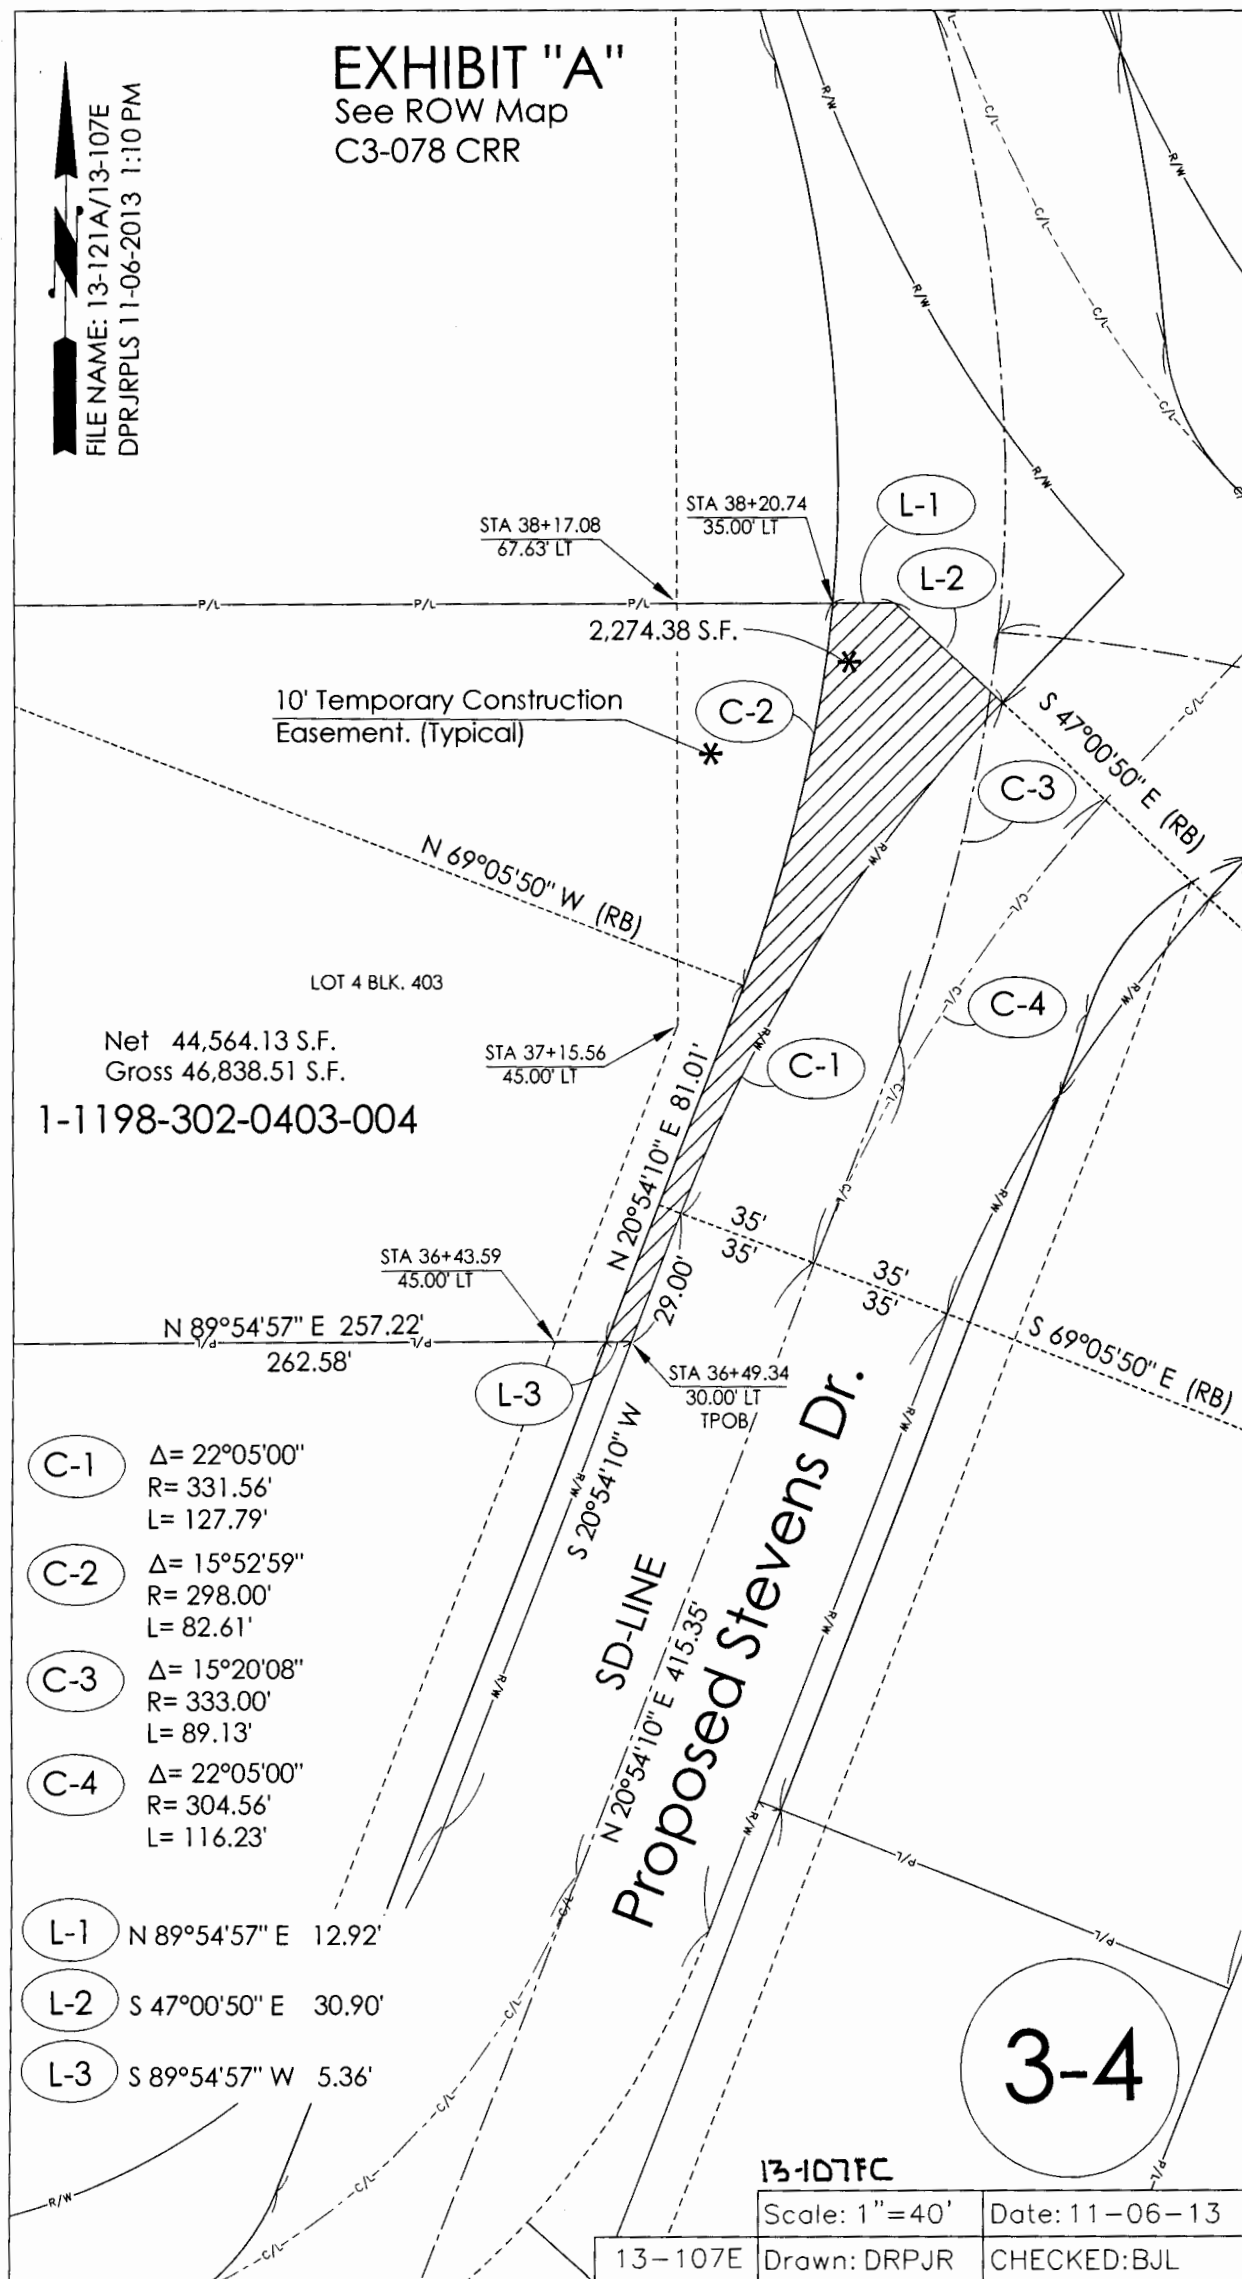 EXHIBIT "A"
See ROW Map
C3-078 CRR
FILE NAME: 13-121A/13-107E
DPRJRPLS 11-06-2013 1:10 PM
N
R/W
C/L
C/L
R/W
R/W
C/L
R/W
C/L
C/L
R/W
C/L
STA 38+20.74
35.00' LT
L-1
STA 38+17.08
67.63' LT
L-2
P/L
P/L
P/L
2,274.38 S.F.
*
10' Temporary Construction
Easement. (Typical)
*
C-2
C/L
S 47°00'50" E (RB)
C-3
R/W
N 69°05'50" W (RB)
C/L
LOT 4 BLK. 403
C/L
C-4
R/W
Net 44,564.13 S.F.
Gross 46,838.51 S.F.
1-1198-302-0403-004
STA 37+15.56
45.00' LT
R/W
C-1
C/L
N 20°54'10" E 81.01'
C/L
R/W
35'
35'
35'
35'
29.00'
STA 36+43.59
45.00' LT
N 89°54'57" E 257.22'
P/L
P/L
262.58'
S 69°05'50" E (RB)
L-3
STA 36+49.34
30.00' LT
TPOB
R/W
S 20°54'10" W
R/W
C-1
Δ= 22°05'00"
R= 331.56'
L= 127.79'
C-2
Δ= 15°52'59"
R= 298.00'
L= 82.61'
C-3
Δ= 15°20'08"
R= 333.00'
L= 89.13'
C-4
Δ= 22°05'00"
R= 304.56'
L= 116.23'
SD-LINE
N 20°54'10" E 415.35'
Proposed Stevens Dr.
R/W
R/W
R/W
P/L
P/L
C/L
L-1 N 89°54'57" E 12.92'
L-2 S 47°00'50" E 30.90'
L-3 S 89°54'57" W 5.36'
C/L
C/L
C/L
C/L
R/W
3-4
P/L
13-107FC
Scale: 1"=40' Date: 11-06-13
13-107E Drawn: DRPJR CHECKED:BJL